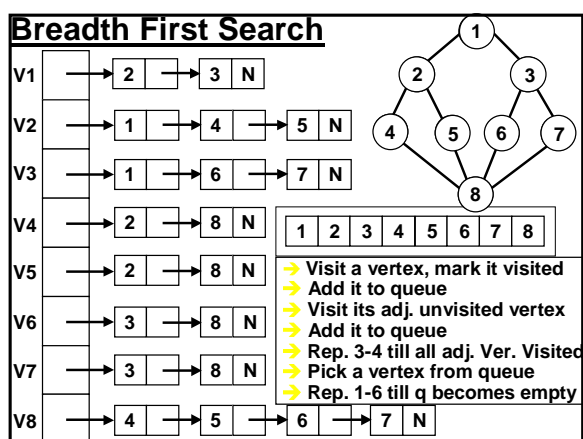 Breadth First Search
V1 2 3 N
V2 1 4 5 N
V3 1 6 7 N
V4 2 8 N
V5 2 8 N
V6 3 8 N
V7 3 8 N
V8 4 5 6 7 N
1
2 3
4 5 6 7
8
1 2 3 4 5 6 7 8
➔ Visit a vertex, mark it visited
➔ Add it to queue
➔ Visit its adj. unvisited vertex
➔ Add it to queue
➔ Rep. 3-4 till all adj. Ver. Visited
➔ Pick a vertex from queue
➔ Rep. 1-6 till q becomes empty